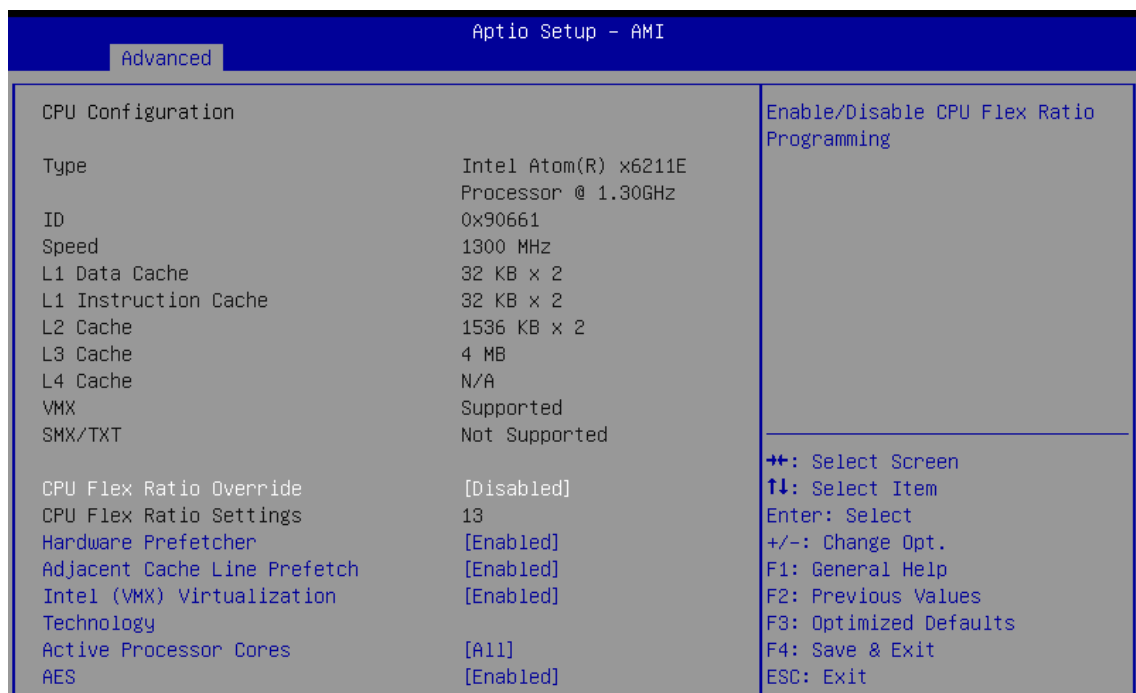 Aptio Setup – AMI
Advanced
CPU Configuration
Type Intel Atom(R) x6211E
Processor @ 1.30GHz
ID 0x90661
Speed 1300 MHz
L1 Data Cache 32 KB x 2
L1 Instruction Cache 32 KB x 2
L2 Cache 1536 KB x 2
L3 Cache 4 MB
L4 Cache N/A
VMX Supported
SMX/TXT Not Supported
CPU Flex Ratio Override [Disabled]
CPU Flex Ratio Settings 13
Hardware Prefetcher [Enabled]
Adjacent Cache Line Prefetch [Enabled]
Intel (VMX) Virtualization [Enabled]
Technology
Active Processor Cores [All]
AES [Enabled]
Enable/Disable CPU Flex Ratio
Programming
→←: Select Screen
↑↓: Select Item
Enter: Select
+/-: Change Opt.
F1: General Help
F2: Previous Values
F3: Optimized Defaults
F4: Save & Exit
ESC: Exit